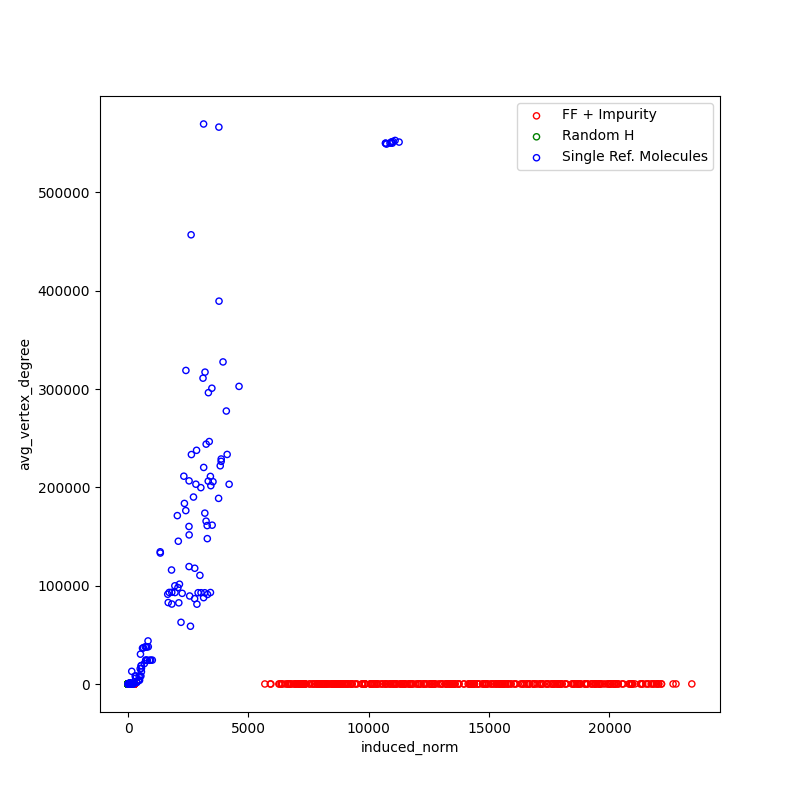 FF + Impurity
Random H
Single Ref. Molecules
500000
400000
300000
200000
100000
0
avg_vertex_degree
0 5000 10000 15000 20000
induced_norm